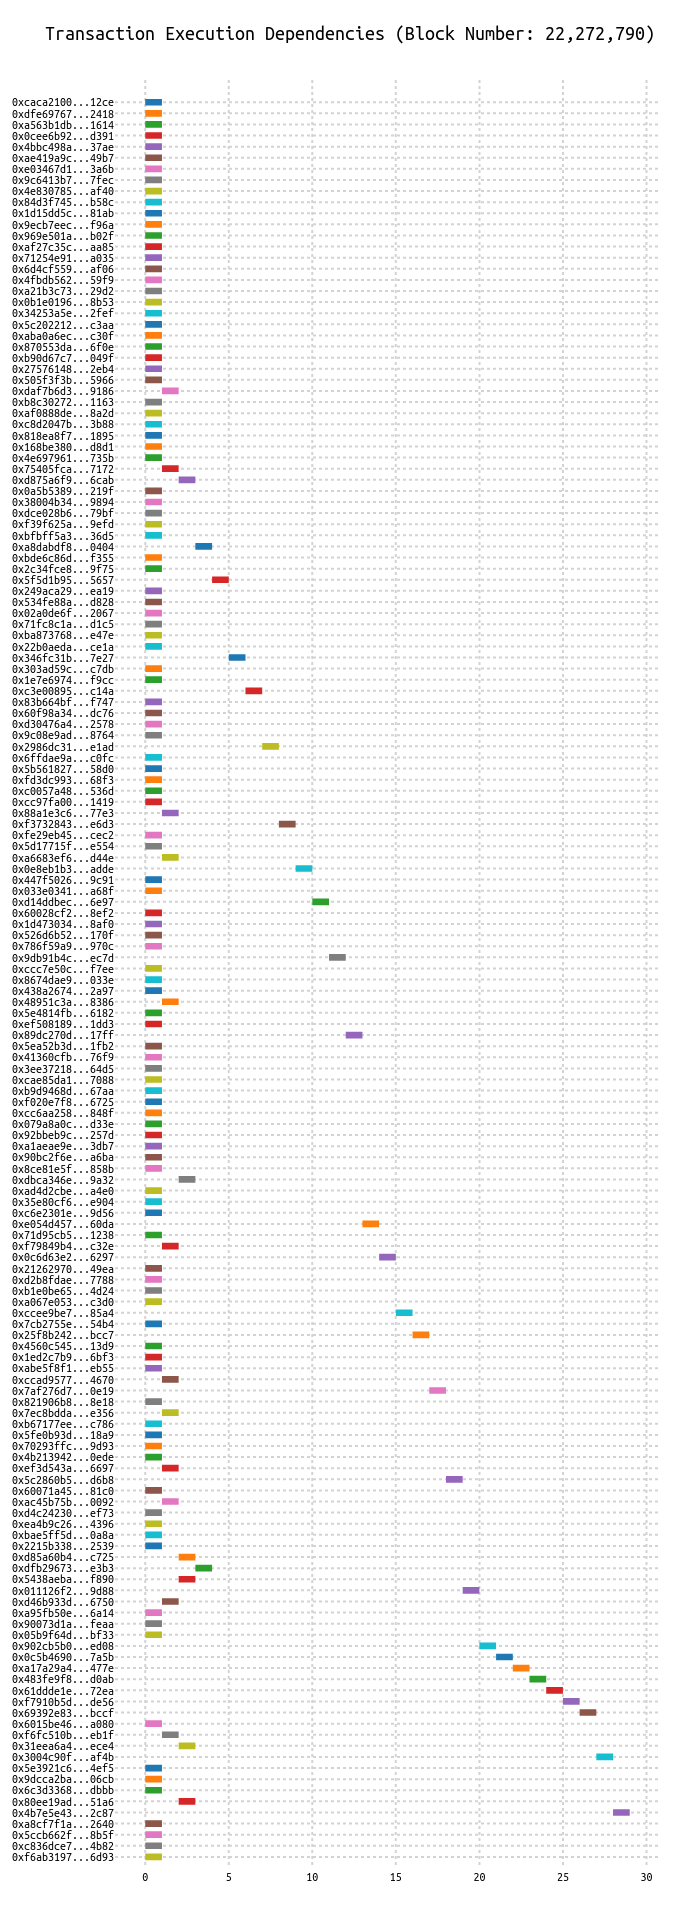 Transaction Execution Dependencies (Block Number: 22,272,790)
0xcaca2100...12ce
0xdfe69767...2418
0xa563b1db...1614
0x0cee6b92...d391
0x4bbc498a...37ae
0xae419a9c...49b7
0xe03467d1...3a6b
0x9c6413b7...7fec
0x4e830785...af40
0x84d3f745...b58c
0x1d15dd5c...81ab
0x9ecb7eec...f96a
0x969e501a...b02f
0xaf27c35c...aa85
0x71254e91...a035
0x6d4cf559...af06
0x4fbdb562...59f9
0xa21b3c73...29d2
0x0b1e0196...8b53
0x34253a5e...2fef
0x5c202212...c3aa
0xaba0a6ec...c30f
0x870553da...6f0e
0xb90d67c7...049f
0x27576148...2eb4
0x505f3f3b...5966
0xdaf7b6d3...9186
0xb8c30272...1163
0xaf0888de...8a2d
0xc8d2047b...3b88
0x818ea8f7...1895
0x168be380...d8d1
0x4e697961...735b
0x75405fca...7172
0xd875a6f9...6cab
0x0a5b5389...219f
0x38004b34...9894
0xdce028b6...79bf
0xf39f625a...9efd
0xbfbff5a3...36d5
0xa8dabdf8...0404
0xbde6c86d...f355
0x2c34fce8...9f75
0x5f5d1b95...5657
0x249aca29...ea19
0x534fe88a...d828
0x02a0de6f...2067
0x71fc8c1a...d1c5
0xba873768...e47e
0x22b0aeda...ce1a
0x346fc31b...7e27
0x303ad59c...c7db
0x1e7e6974...f9cc
0xc3e00895...c14a
0x83b664bf...f747
0x60f98a34...dc76
0xd30476a4...2578
0x9c08e9ad...8764
0x2986dc31...e1ad
0x6ffdae9a...c0fc
0x5b561827...58d0
0xfd3dc993...68f3
0xc0057a48...536d
0xcc97fa00...1419
0x88a1e3c6...77e3
0xf3732843...e6d3
0xfe29eb45...cec2
0x5d17715f...e554
0xa6683ef6...d44e
0x0e8eb1b3...adde
0x447f5026...9c91
0x033e0341...a68f
0xd14ddbec...6e97
0x60028cf2...8ef2
0x1d473034...8af0
0x526d6b52...170f
0x786f59a9...970c
0x9db91b4c...ec7d
0xccc7e50c...f7ee
0x8674dae9...033e
0x438a2674...2a97
0x48951c3a...8386
0x5e4814fb...6182
0xef508189...1dd3
0x89dc270d...17ff
0x5ea52b3d...1fb2
0x41360cfb...76f9
0x3ee37218...64d5
0xcae85da1...7088
0xb9d9468d...67aa
0xf020e7f8...6725
0xcc6aa258...848f
0x079a8a0c...d33e
0x92bbeb9c...257d
0xa1aeae9e...3db7
0x90bc2f6e...a6ba
0x8ce81e5f...858b
0xdbca346e...9a32
0xad4d2cbe...a4e0
0x35e80cf6...e904
0xc6e2301e...9d56
0xe054d457...60da
0x71d95cb5...1238
0xf79849b4...c32e
0x0c6d63e2...6297
0x21262970...49ea
0xd2b8fdae...7788
0xb1e0be65...4d24
0xa067e053...c3d0
0xccee9be7...85a4
0x7cb2755e...54b4
0x25f8b242...bcc7
0x4560c545...13d9
0x1ed2c7b9...6bf3
0xabe5f8f1...eb55
0xccad9577...4670
0x7af276d7...0e19
0x821906b8...8e18
0x7ec8bdda...e356
0xb67177ee...c786
0x5fe0b93d...18a9
0x70293ffc...9d93
0x4b213942...0ede
0xef3d543a...6697
0x5c2860b5...d6b8
0x60071a45...81c0
0xac45b75b...0092
0xd4c24230...ef73
0xea4b9c26...4396
0xbae5ff5d...0a8a
0x2215b338...2539
0xd85a60b4...c725
0xdfb29673...e3b3
0x5438aeba...f890
0x011126f2...9d88
0xd46b933d...6750
0xa95fb50e...6a14
0x90073d1a...feaa
0x05b9f64d...bf33
0x902cb5b0...ed08
0x0c5b4690...7a5b
0xa17a29a4...477e
0x483fe9f8...d0ab
0x61ddde1e...72ea
0xf7910b5d...de56
0x69392e83...bccf
0x6015be46...a080
0xf6fc510b...eb1f
0x31eea6a4...ece4
0x3004c90f...af4b
0x5e3921c6...4ef5
0x9dcca2ba...06cb
0x6c3d3368...dbbb
0x80ee19ad...51a6
0x4b7e5e43...2c87
0xa8cf7f1a...2640
0x5ccb662f...8b5f
0xc836dce7...4b82
0xf6ab3197...6d93
0 5 10 15 20 25 30